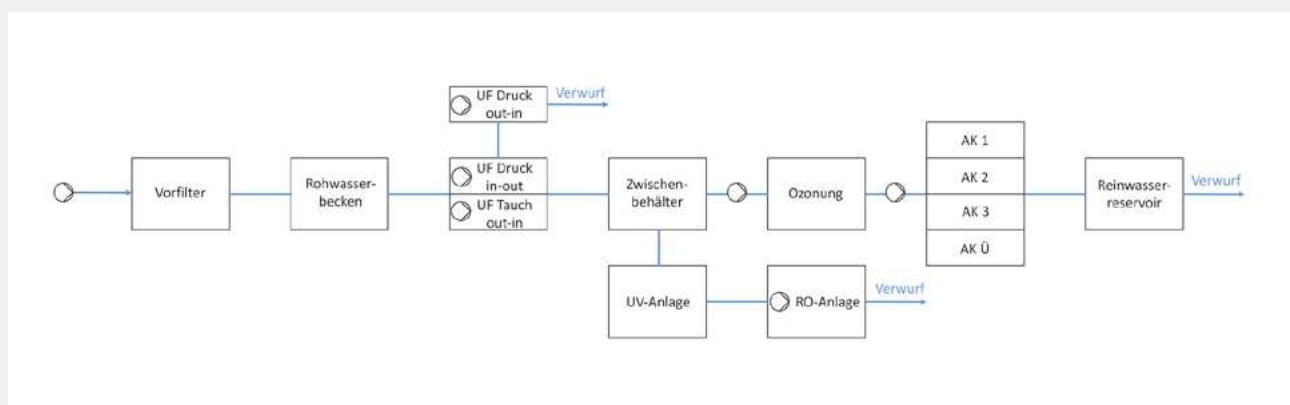 UF Druck
out-in
Verwurf
Vorfilter
Rohwasser-
becken
UF Druck
in-out
UF Tauch
out-in
Zwischen-
behälter
Ozonung
AK 1
AK 2
AK 3
AK Ü
Reinwasser-
reservoir
Verwurf
UV-Anlage
RO-Anlage
Verwurf